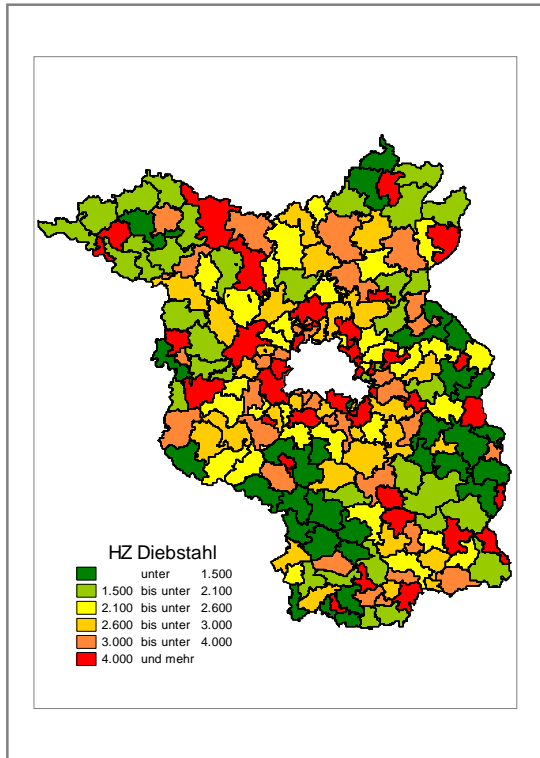 HZ Diebstahl
unter 1.500
1.500 bis unter 2.100
2.100 bis unter 2.600
2.600 bis unter 3.000
3.000 bis unter 4.000
4.000 und mehr